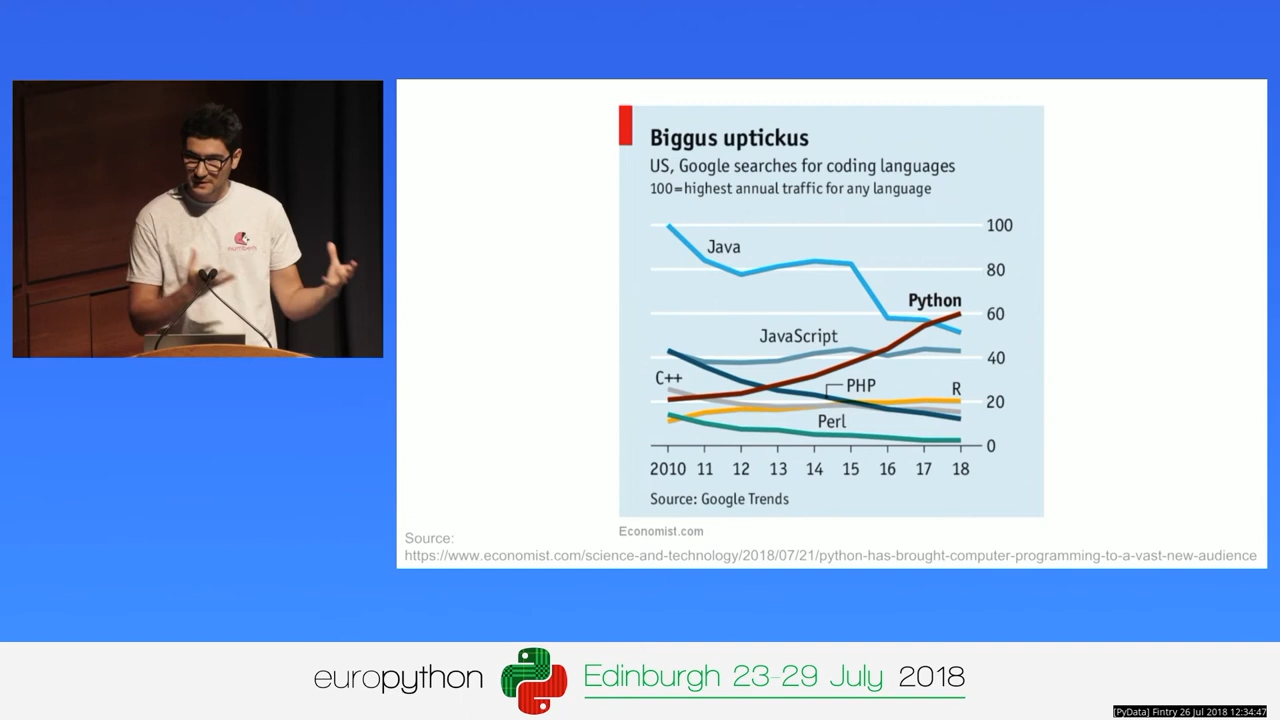 numberly
Biggus uptickus
US, Google searches for coding languages
100=highest annual traffic for any language
100
Java
80
Python
60
JavaScript
40
C++
PHP
R
20
Perl
0
2010 11 12 13 14 15 16 17 18
Source: Google Trends
Economist.com
Source:
https://www.economist.com/science-and-technology/2018/07/21/python-has-brought-computer-programming-to-a-vast-new-audience
europython
Edinburgh 23-29 July 2018
[PyData] Fintry 26 Jul 2018 12:34:47